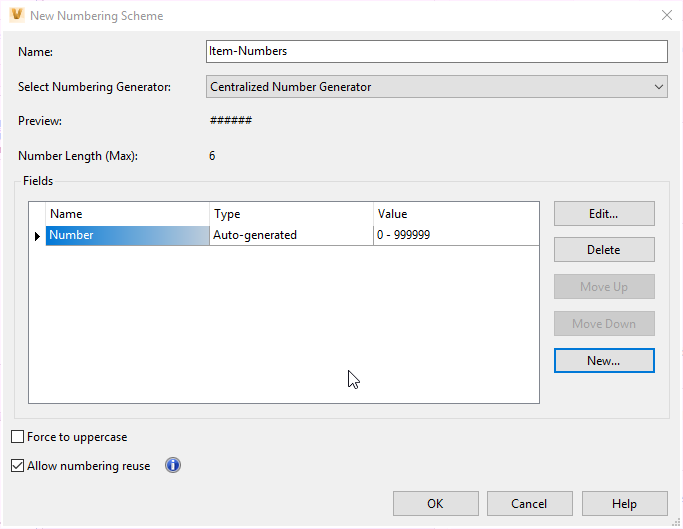 New Numbering Scheme
Name: Item-Numbers
Select Numbering Generator: Centralized Number Generator
Preview: ######
Number Length (Max): 6
Fields
Name Type Value
Number Auto-generated 0 - 999999
Edit...
Delete
Move Up
Move Down
New...
Force to uppercase
Allow numbering reuse
OK Cancel Help